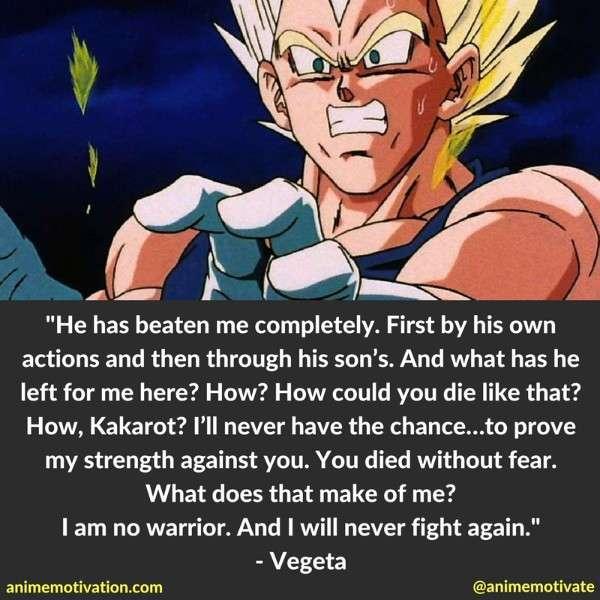 "He has beaten me completely. First by his own
actions and then through his son’s. And what has he
left for me here? How? How could you die like that?
How, Kakarot? I’ll never have the chance…to prove
my strength against you. You died without fear.
What does that make of me?
I am no warrior. And I will never fight again."
- Vegeta
animemotivation.com
@animemotivate